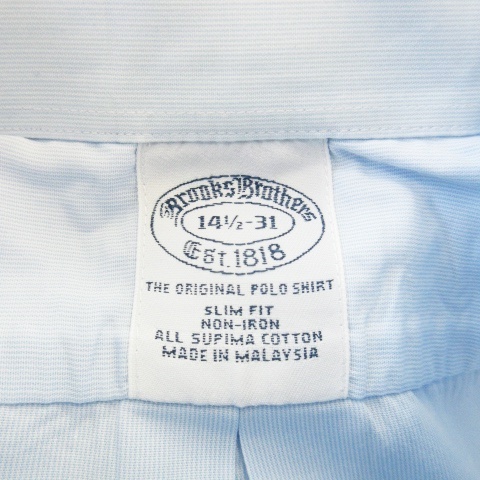 Brooks Brothers
14½-31
Est. 1818
THE ORIGINAL POLO SHIRT
SLIM FIT
NON-IRON
ALL SUPIMA COTTON
MADE IN MALAYSIA